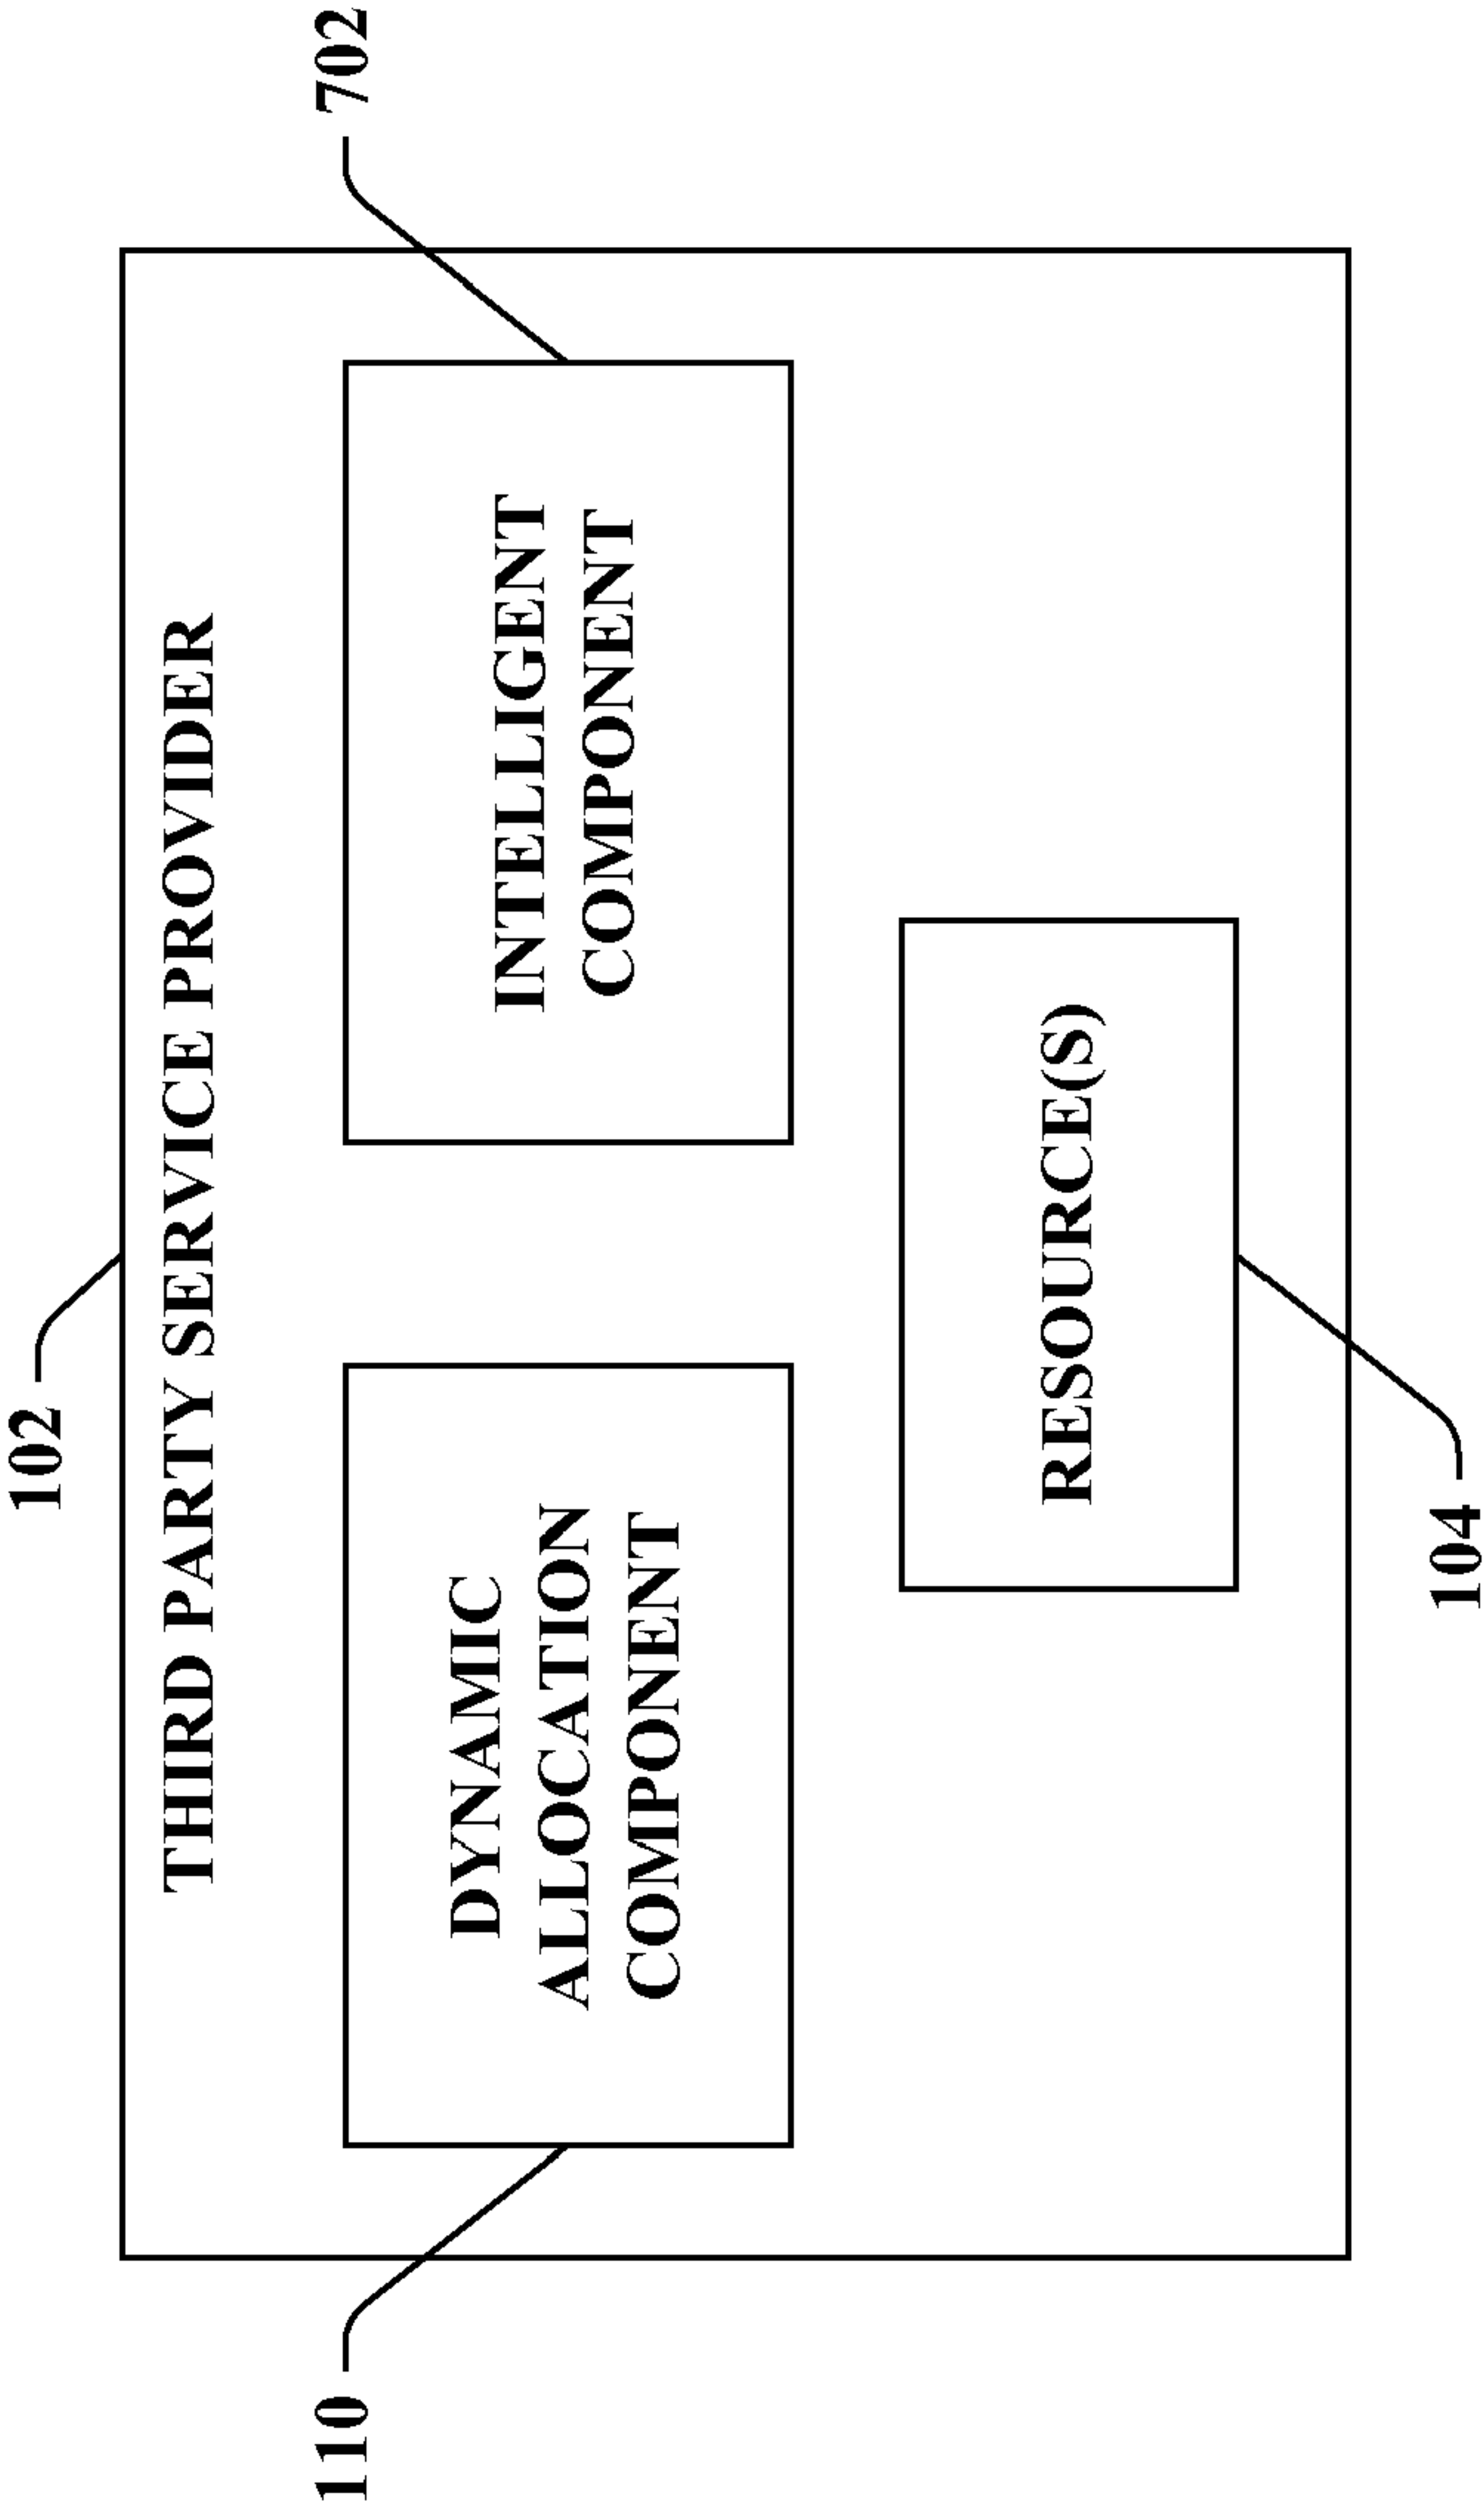 102
THIRD PARTY SERVICE PROVIDER
110
702
DYNAMIC
ALLOCATION
COMPONENT
INTELLIGENT
COMPONENT
RESOURCE(S)
104